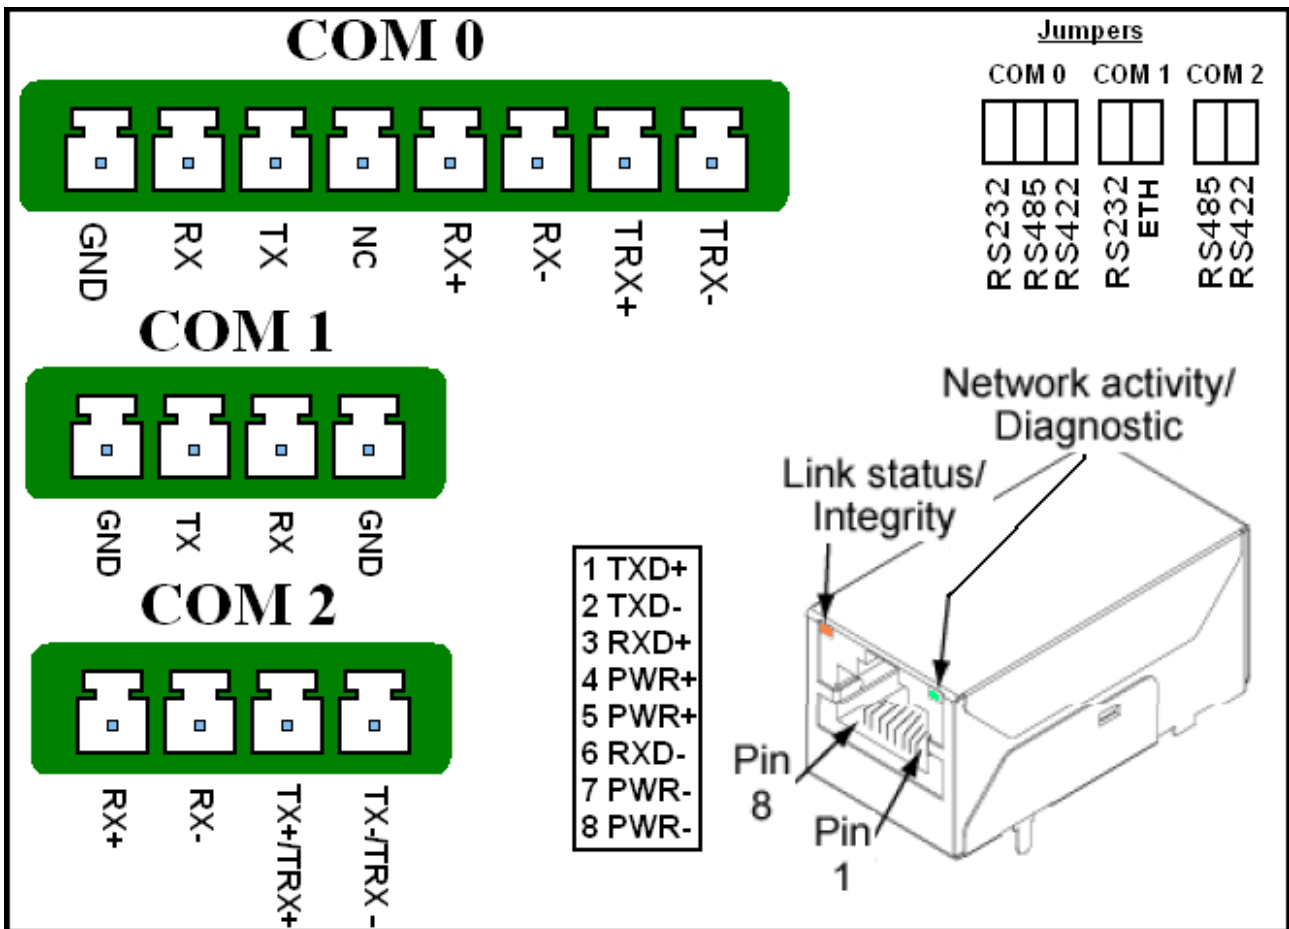 COM 0
GND RX TX NC RX+ RX- TRX+ TRX-
Jumpers
COM 0 COM 1 COM 2
RS232 RS485 RS422 RS232 ETH RS485 RS422
COM 1
GND TX RX GND
COM 2
RX+ RX- TX+/TRX+ TX-/TRX -
1 TXD+
2 TXD-
3 RXD+
4 PWR+
5 PWR+
6 RXD-
7 PWR-
8 PWR-
Network activity/
Diagnostic
Link status/
Integrity
Pin
8
Pin
1